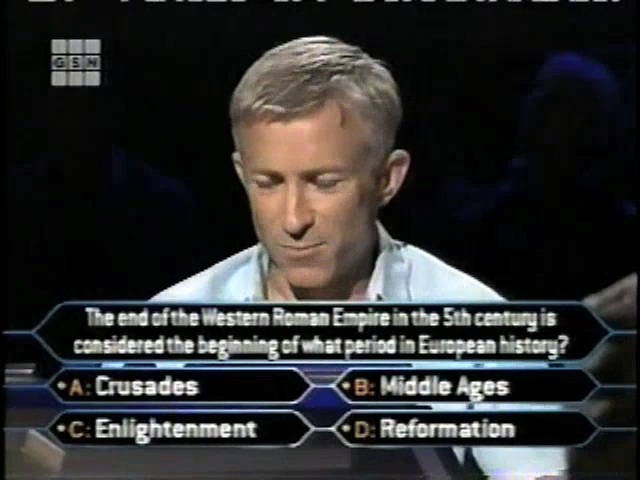 GSN
The end of the Western Roman Empire in the 5th century is
considered the beginning of what period in European history?
A: Crusades
B: Middle Ages
C: Enlightenment
D: Reformation